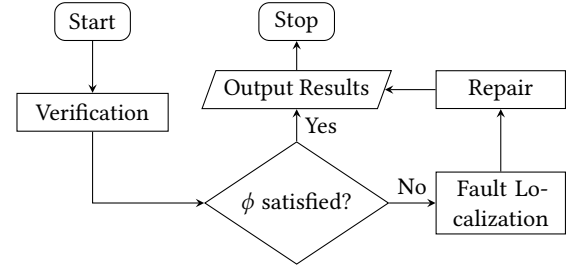 Start
Stop
Output Results
Repair
Verification
Yes
ϕ satisfied?
No
Fault Lo-
calization